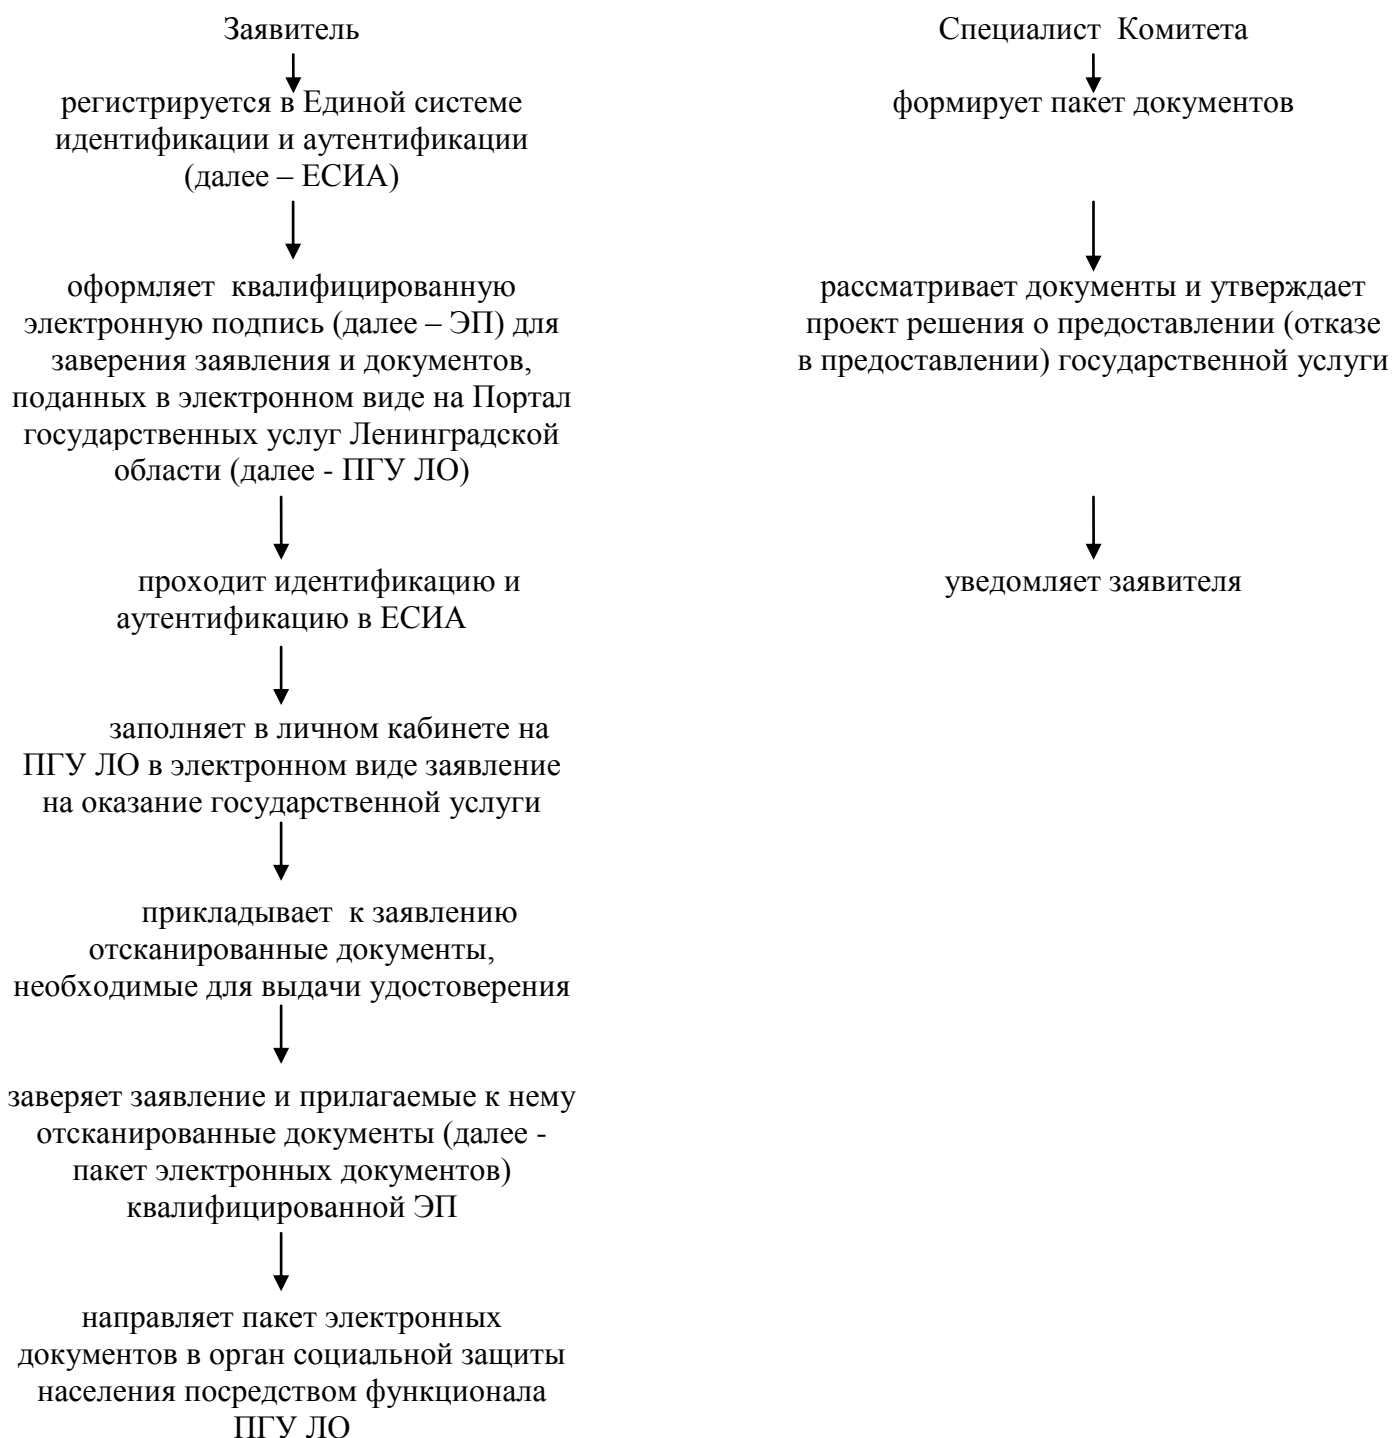 Заявитель
регистрируется в Единой системе
идентификации и аутентификации
(далее – ЕСИА)
оформляет квалифицированную
электронную подпись (далее – ЭП) для
заверения заявления и документов,
поданных в электронном виде на Портал
государственных услуг Ленинградской
области (далее - ПГУ ЛО)
проходит идентификацию и
аутентификацию в ЕСИА
заполняет в личном кабинете на
ПГУ ЛО в электронном виде заявление
на оказание государственной услуги
прикладывает к заявлению
отсканированные документы,
необходимые для выдачи удостоверения
заверяет заявление и прилагаемые к нему
отсканированные документы (далее -
пакет электронных документов)
квалифицированной ЭП
направляет пакет электронных
документов в орган социальной защиты
населения посредством функционала
ПГУ ЛО
Специалист Комитета
формирует пакет документов
рассматривает документы и утверждает
проект решения о предоставлении (отказе
в предоставлении) государственной услуги
уведомляет заявителя